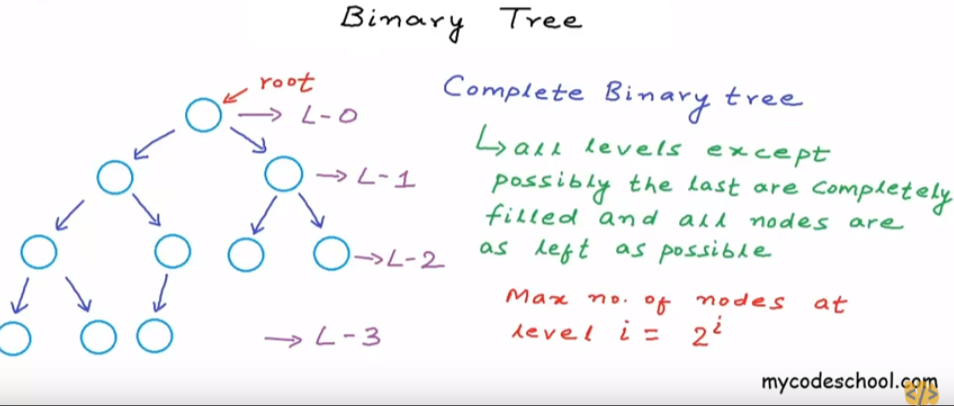 Binary Tree
root
L-0
Complete Binary tree
all levels except
L-1
possibly the last are completely
filled and all nodes are
L-2
as left as possible
Max no. of nodes at
L-3
level i = 2^i
mycodeschool.com
</>